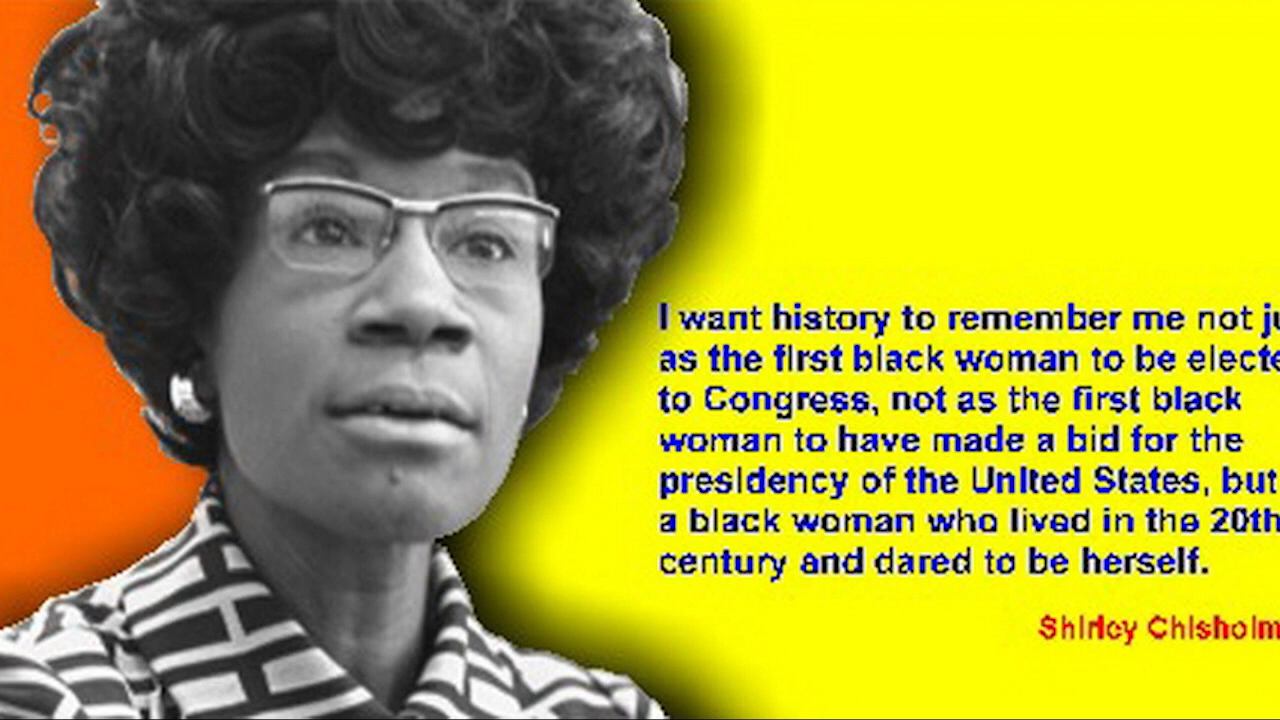 I want history to remember me not ju
as the first black woman to be electe
to Congress, not as the first black
woman to have made a bid for the
presidency of the United States, but
a black woman who lived in the 20th
century and dared to be herself.
Shirley Chisholm